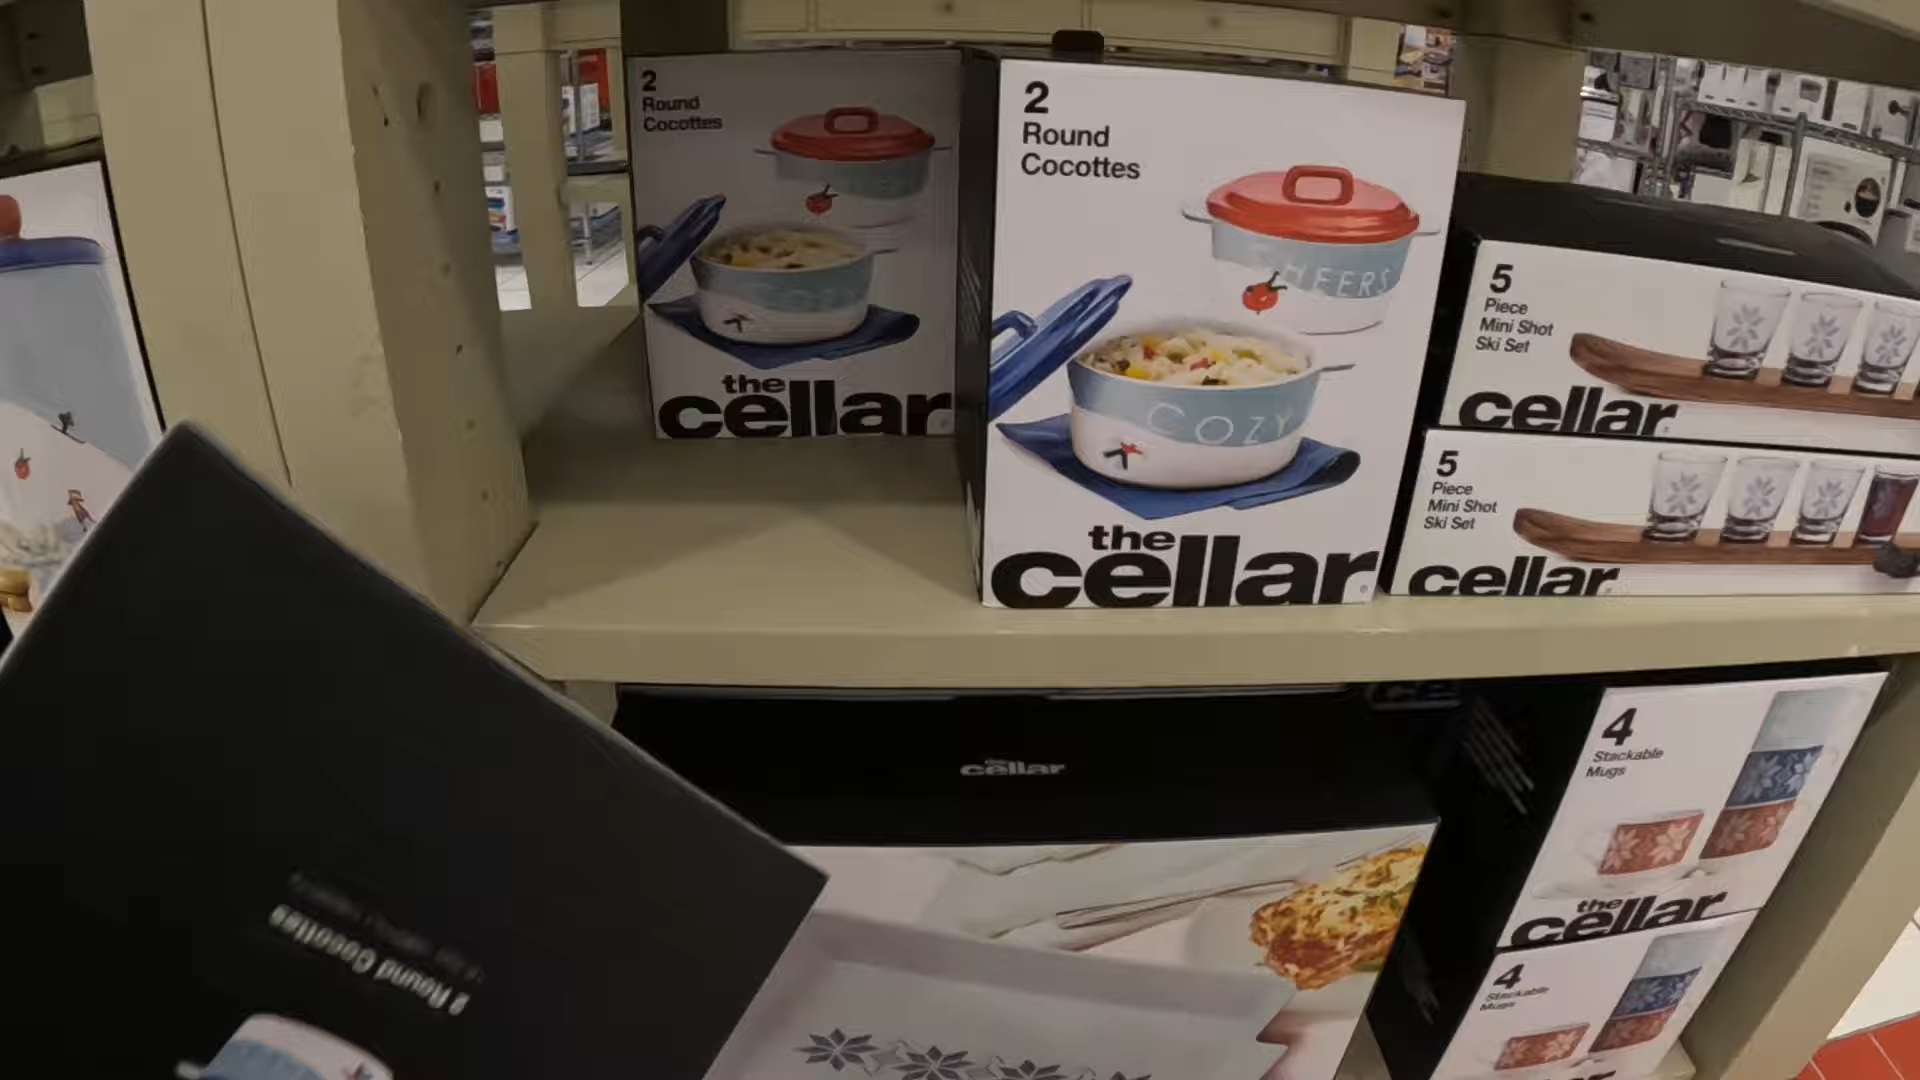 2
Round
Cocottes
the
cellar
2
Round
Cocottes
CHEERS
COZY
the
cellar
5
Piece
Mini Shot
Ski Set
cellar
5
Piece
Mini Shot
Ski Set
cellar
the
cellar
4
Stackable
Mugs
the
cellar
4
Stackable
Mugs
2 Round Cocottes